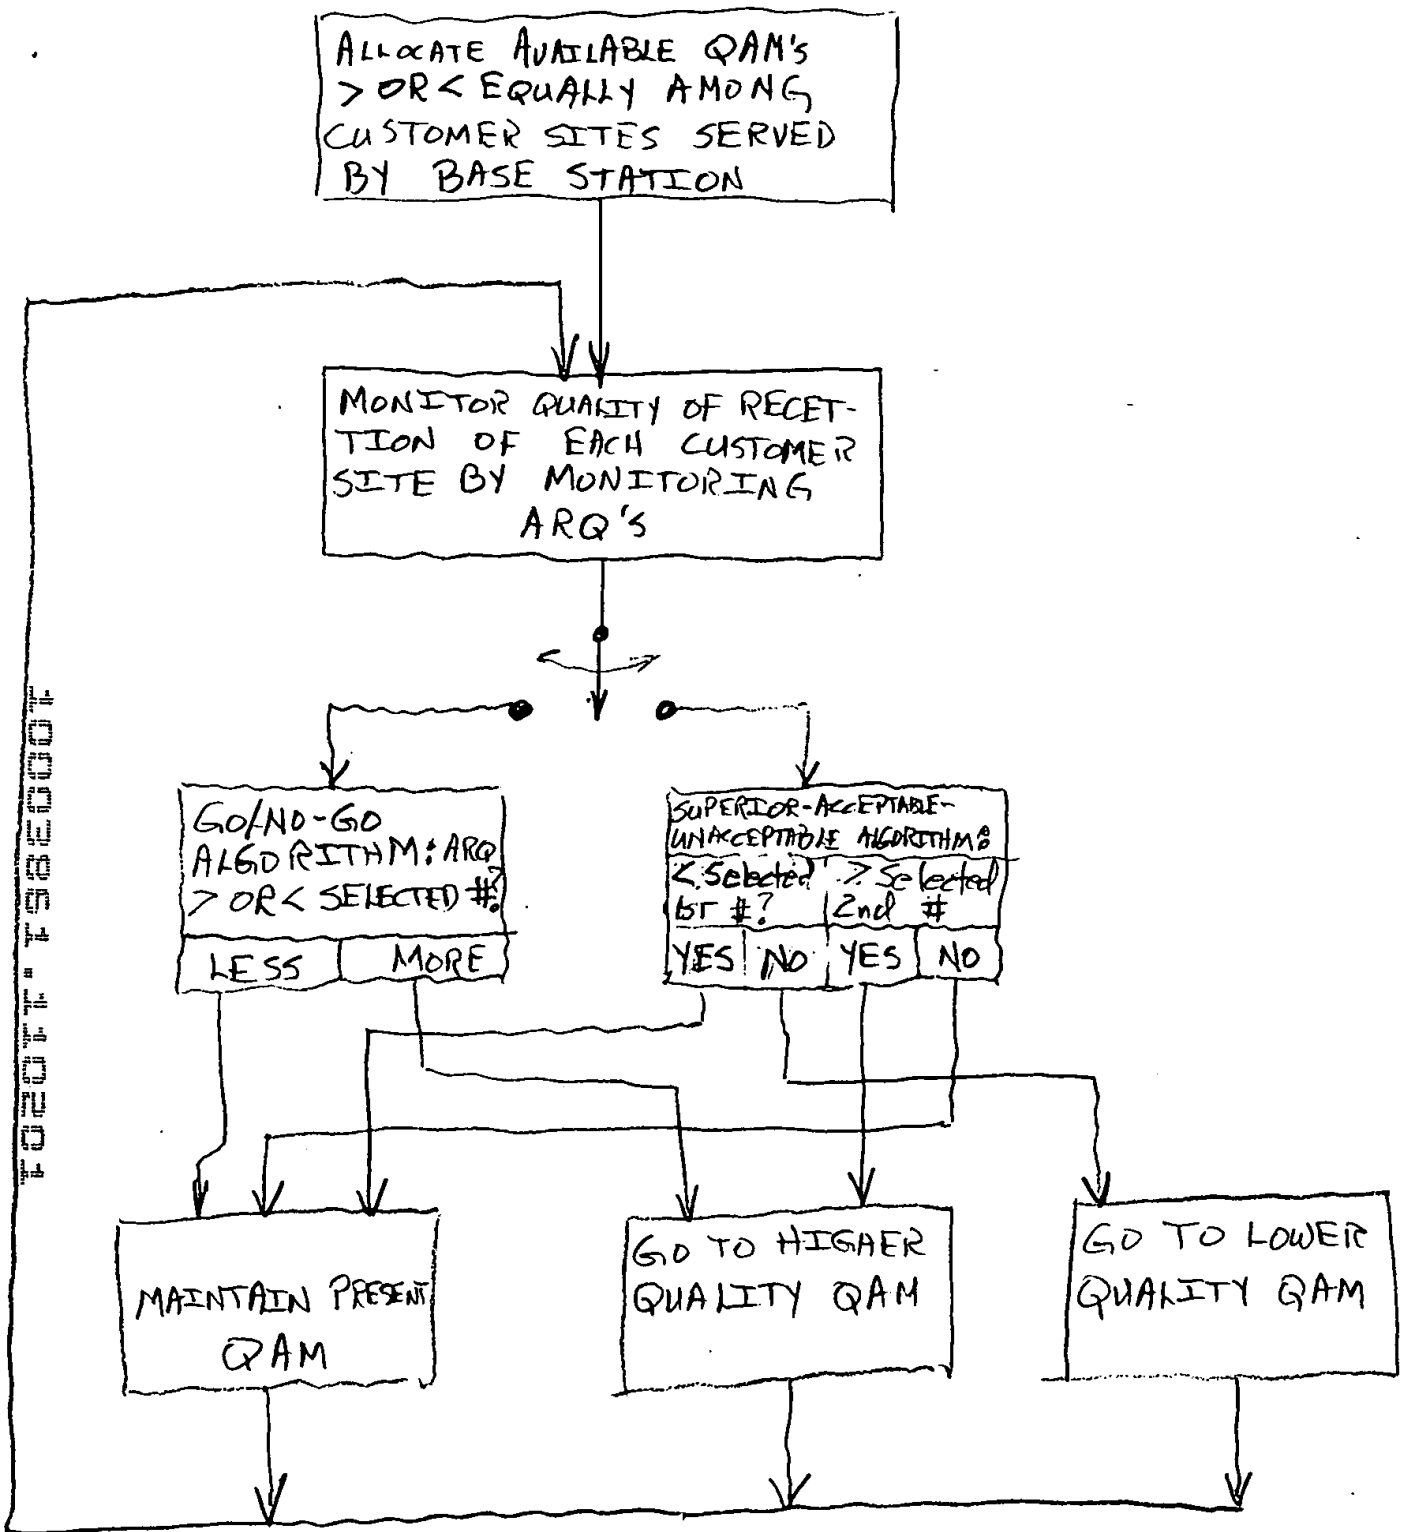 ALLOCATE AVAILABLE QAM's
> OR < EQUALLY AMONG
CUSTOMER SITES SERVED
BY BASE STATION
MONITOR QUALITY OF RECET-
TION OF EACH CUSTOMER
SITE BY MONITORING
ARQ's
GO/NO-GO
ALGORITHM: ARQ
> OR < SELECTED #?
LESS MORE
SUPERIOR-ACCEPTABLE-
UNACCEPTABLE ALGORITHM:
< Selected > Selected
1st #? 2nd #
YES NO YES NO
MAINTAIN PRESENT
QAM
GO TO HIGHER
QUALITY QAM
GO TO LOWER
QUALITY QAM